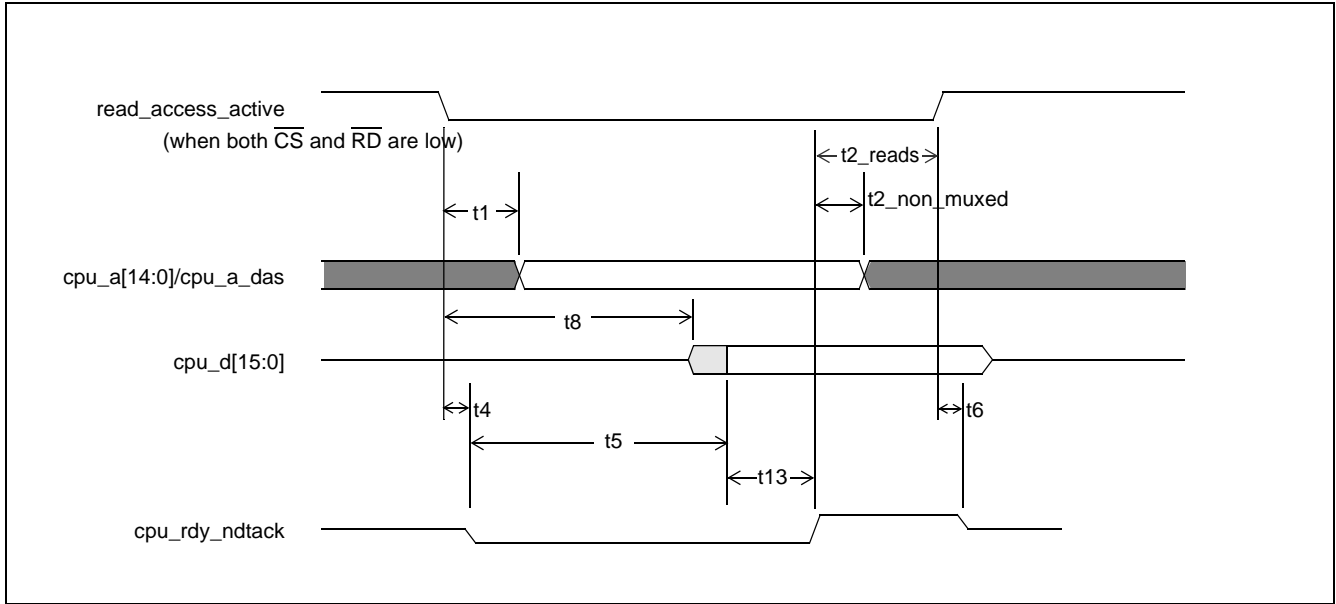 read_access_active
(when both CS and RD are low)
t2_reads
t1
t2_non_muxed
cpu_a[14:0]/cpu_a_das
t8
cpu_d[15:0]
t4
t6
t5
t13
cpu_rdy_ndtack